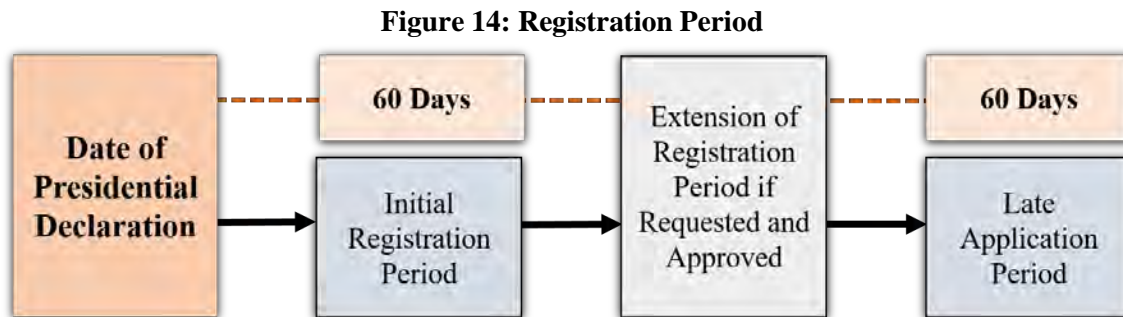 Figure 14: Registration Period
Date of
Presidential
Declaration
60 Days
Initial
Registration
Period
Extension of
Registration
Period if
Requested and
Approved
60 Days
Late
Application
Period